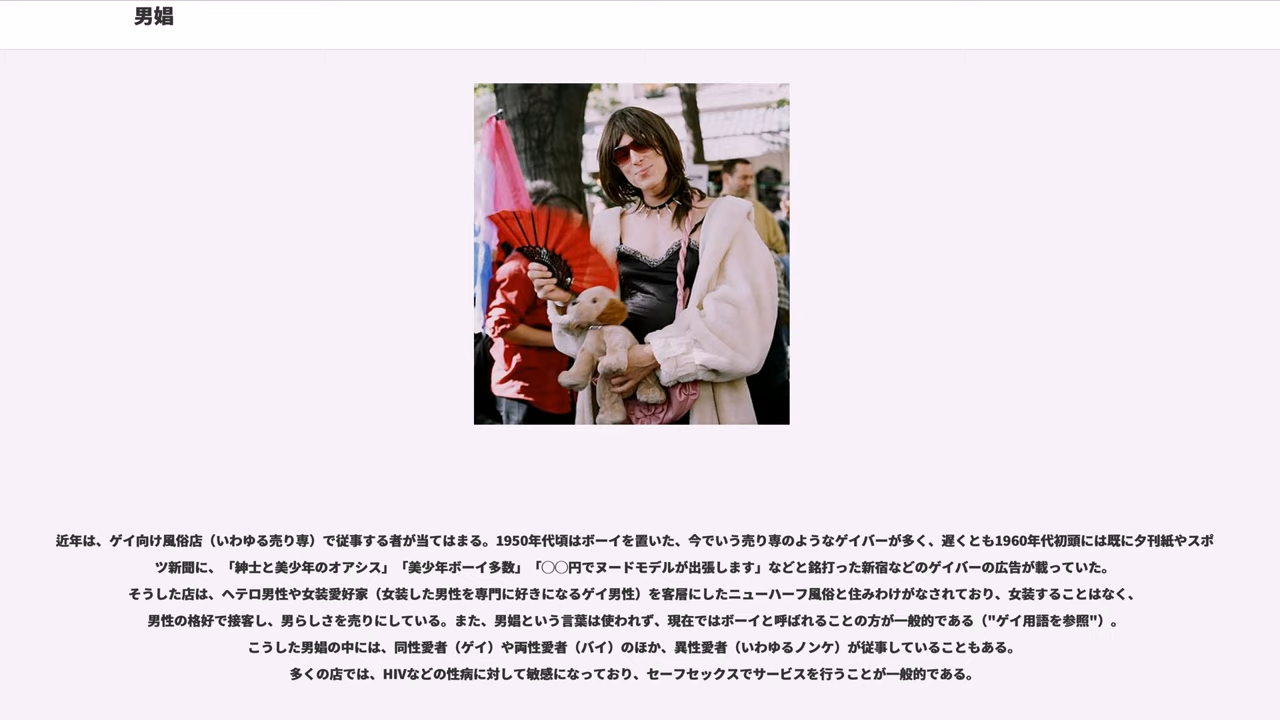 男娼
近年は、ゲイ向け風俗店（いわゆる売り専）で従事する者が当てはまる。1950年代頃はボーイを置いた、今でいう売り専のようなゲイバーが多く、遅くとも1960年代初頭には既に夕刊紙やスポ
ツ新聞に、「紳士と美少年のオアシス」「美少年ボーイ多数」「◯◯円でヌードモデルが出張します」などと銘打った新宿などのゲイバーの広告が載っていた。
そうした店は、ヘテロ男性や女装愛好家（女装した男性を専門に好きになるゲイ男性）を客層にしたニューハーフ風俗と住みわけがなされており、女装することはなく、
男性の格好で接客し、男らしさを売りにしている。また、男娼という言葉は使われず、現在ではボーイと呼ばれることの方が一般的である（"ゲイ用語を参照"）。
こうした男娼の中には、同性愛者（ゲイ）や両性愛者（バイ）のほか、異性愛者（いわゆるノンケ）が従事していることもある。
多くの店では、HIVなどの性病に対して敏感になっており、セーフセックスでサービスを行うことが一般的である。